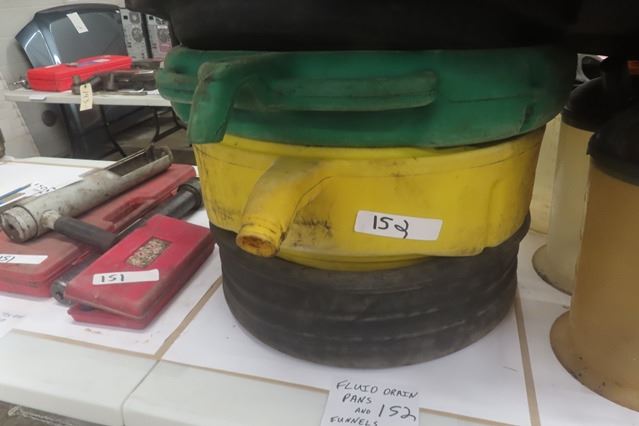 152
151
FLUID DRAIN
PANS
AND 152
FUNNELS